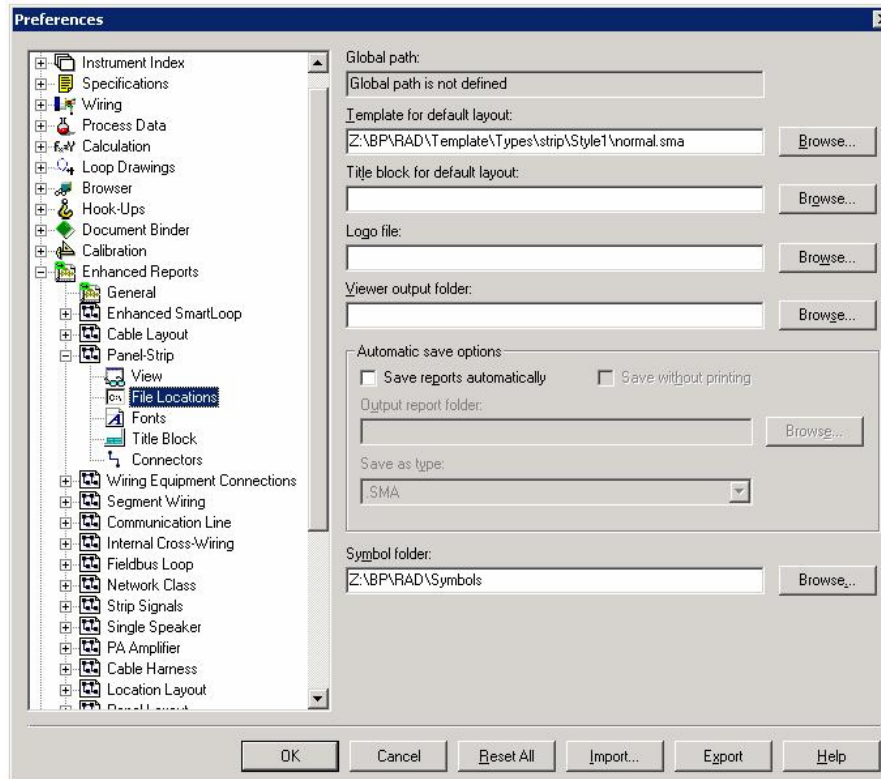 Preferences
Instrument Index
Specifications
Wiring
Process Data
Calculation
Loop Drawings
Browser
Hook-Ups
Document Binder
Calibration
Enhanced Reports
General
Enhanced SmartLoop
Cable Layout
Panel-Strip
View
File Locations
Fonts
Title Block
Connectors
Wiring Equipment Connections
Segment Wiring
Communication Line
Internal Cross-Wiring
Fieldbus Loop
Network Class
Strip Signals
Single Speaker
PA Amplifier
Cable Harness
Location Layout
Panel Layout
Global path:
Global path is not defined
Template for default layout:
Z:\BP\RAD\Template\Types\strip\Style1\normal.sma
Browse...
Title block for default layout:
Browse...
Logo file:
Browse...
Viewer output folder:
Browse...
Automatic save options
Save reports automatically
Save without printing
Output report folder:
Browse...
Save as type:
.SMA
Symbol folder:
Z:\BP\RAD\Symbols
Browse...
OK
Cancel
Reset All
Import...
Export
Help